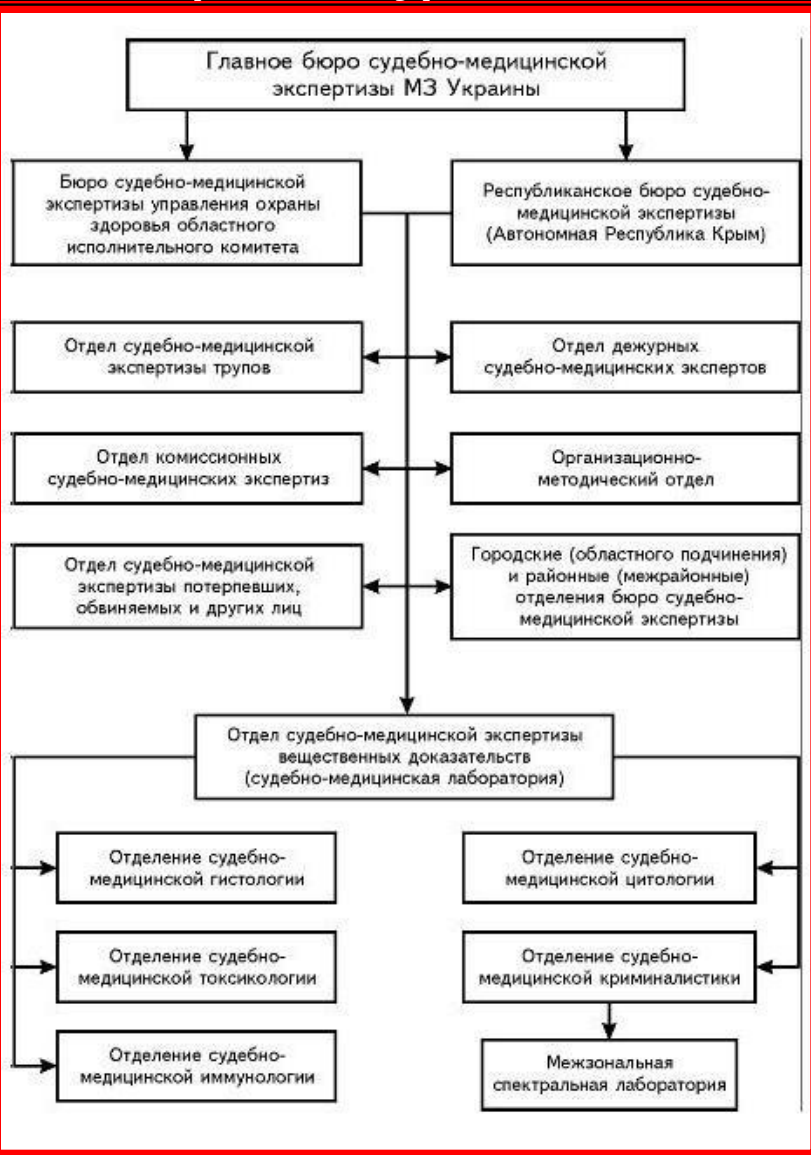 Главное бюро судебно-медицинской
экспертизы МЗ Украины
Бюро судебно-медицинской
экспертизы управления охраны
здоровья областного
исполнительного комитета
Республиканское бюро судебно-
медицинской экспертизы
(Автономная Республика Крым)
Отдел судебно-медицинской
экспертизы трупов
Отдел дежурных
судебно-медицинских экспертов
Отдел комиссионных
судебно-медицинских экспертиз
Организационно-
методический отдел
Отдел судебно-медицинской
экспертизы потерпевших,
обвиняемых и других лиц
Городские (областного подчинения)
и районные (межрайонные)
отделения бюро судебно-
медицинской экспертизы
Отдел судебно-медицинской экспертизы
вещественных доказательств
(судебно-медицинская лаборатория)
Отделение судебно-
медицинской гистологии
Отделение судебно-
медицинской цитологии
Отделение судебно-
медицинской токсикологии
Отделение судебно-
медицинской криминалистики
Отделение судебно-
медицинской иммунологии
Межзональная
спектральная лаборатория